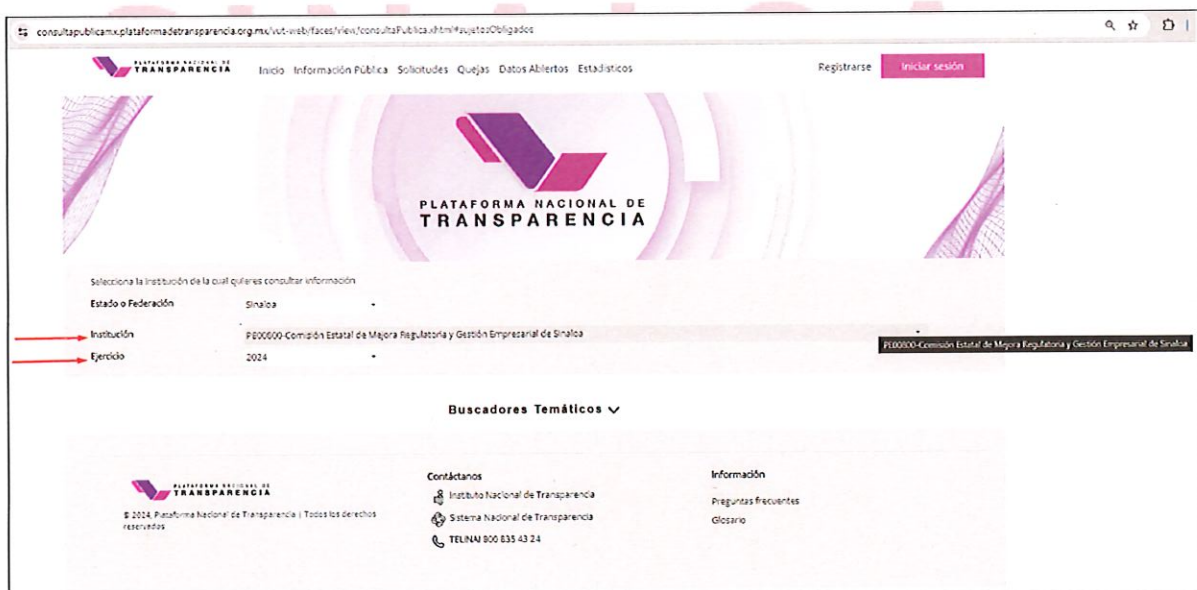 SINALOA
consultapublicamx.plataformadetransparencia.org.mx/vut-web/faces/view/consultaPublica.xhtml#sujetosObligados
PLATAFORMA NACIONAL DE
TRANSPARENCIA
Inicio Información Pública Solicitudes Quejas Datos Abiertos Estadísticos
Registrarse Iniciar sesión
PLATAFORMA NACIONAL DE
TRANSPARENCIA
Selecciona la Institución de la cual quieres consultar información
Estado o Federación Sinaloa
Institución PE00800-Comisión Estatal de Mejora Regulatoria y Gestión Empresarial de Sinaloa
PE00800-Comisión Estatal de Mejora Regulatoria y Gestión Empresarial de Sinaloa
Ejercicio 2024
Buscadores Temáticos
PLATAFORMA NACIONAL DE
TRANSPARENCIA
© 2024, Plataforma Nacional de Transparencia | Todos los derechos
reservados
Contáctanos
Instituto Nacional de Transparencia
Sistema Nacional de Transparencia
TELINAI 800 835 43 24
Información
Preguntas frecuentes
Glosario